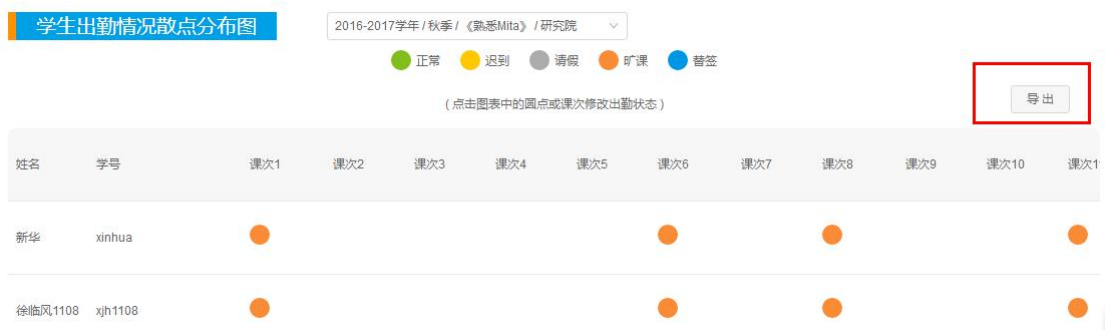 学生出勤情况散点分布图 2016-2017学年 / 秋季 / 《熟悉Mita》 / 研究院
正常 迟到 请假 旷课 替签
( 点击图表中的圆点或课次修改出勤状态 ) 导出
姓名 学号 课次1 课次2 课次3 课次4 课次5 课次6 课次7 课次8 课次9 课次10 课次1
新华 xinhua
徐临风1108 xjh1108